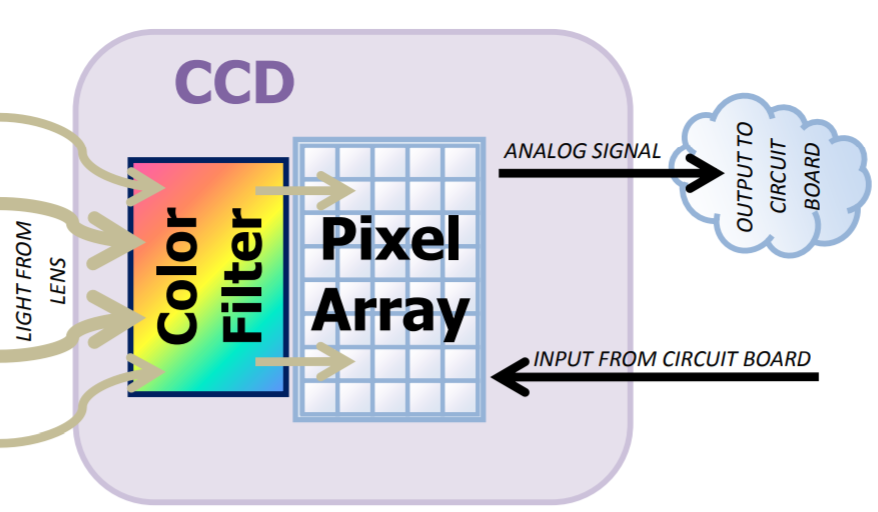 CCD
LIGHT FROM
LENS
Color
Filter
Pixel
Array
ANALOG SIGNAL
OUTPUT TO
CIRCUIT
BOARD
INPUT FROM CIRCUIT BOARD